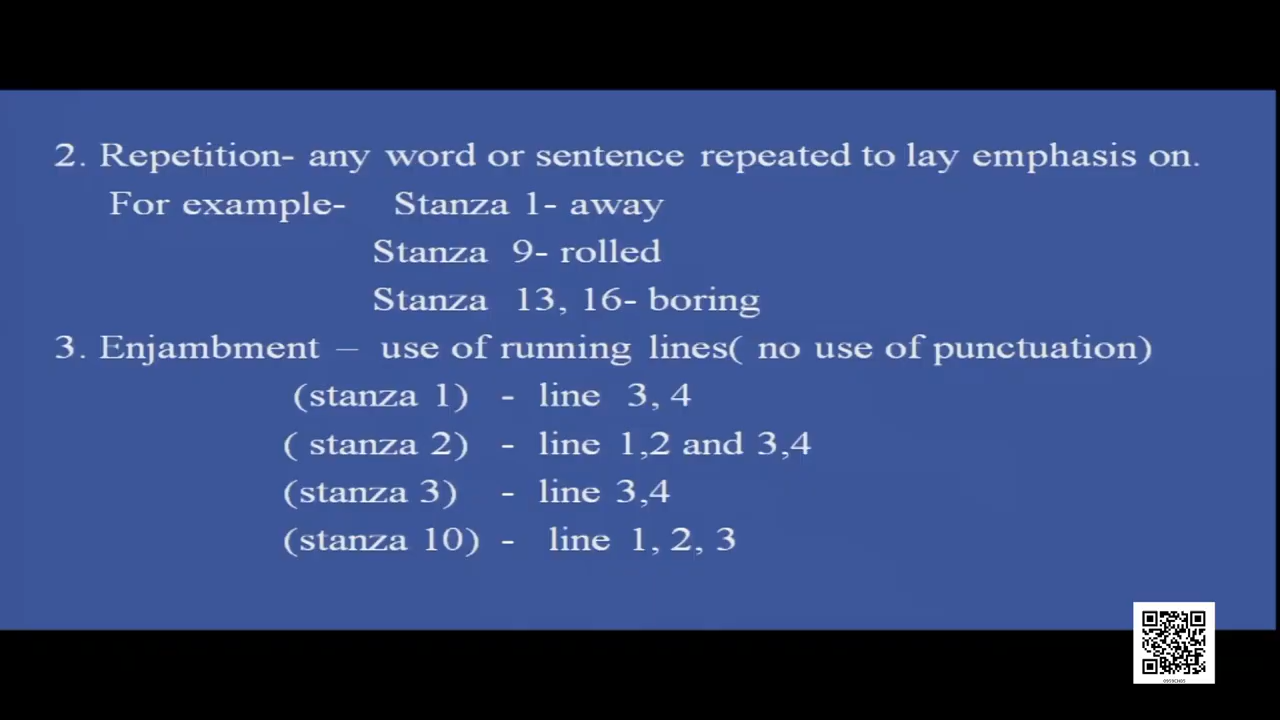 2. Repetition- any word or sentence repeated to lay emphasis on.
For example- Stanza 1- away
Stanza 9- rolled
Stanza 13, 16- boring
3. Enjambment – use of running lines( no use of punctuation)
(stanza 1) - line 3, 4
( stanza 2) - line 1,2 and 3,4
(stanza 3) - line 3,4
(stanza 10) - line 1, 2, 3